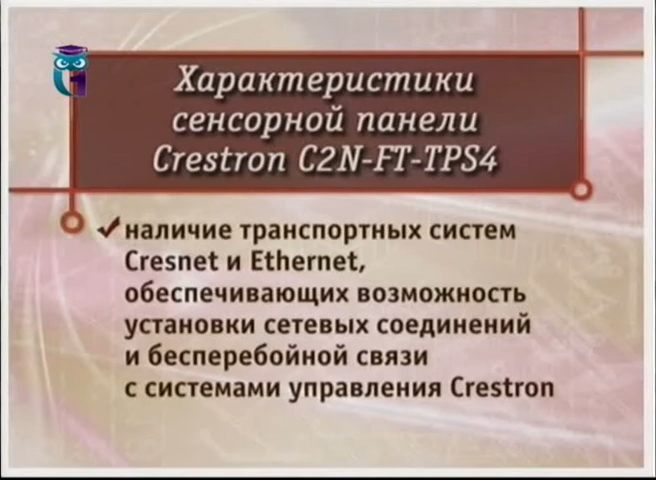 Характеристики
сенсорной панели
Crestron C2N-FT-TPS4
наличие транспортных систем
Cresnet и Ethernet,
обеспечивающих возможность
установки сетевых соединений
и бесперебойной связи
с системами управления Crestron